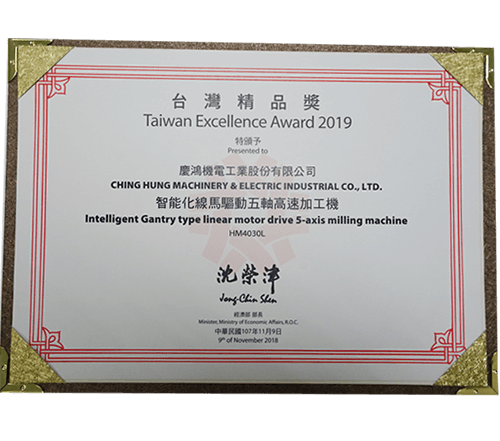 台灣精品獎
Taiwan Excellence Award 2019
特頒予
Presented to
慶鴻機電工業股份有限公司
CHING HUNG MACHINERY & ELECTRIC INDUSTRIAL CO., LTD.
智能化線馬驅動五軸高速加工機
Intelligent Gantry type linear motor drive 5-axis milling machine
HM4030L
沈榮津
Jong-Chin Shen
經濟部 部長
Minister, Ministry of Economic Affairs, R.O.C.
中華民國107年11月9日
9th of November 2018